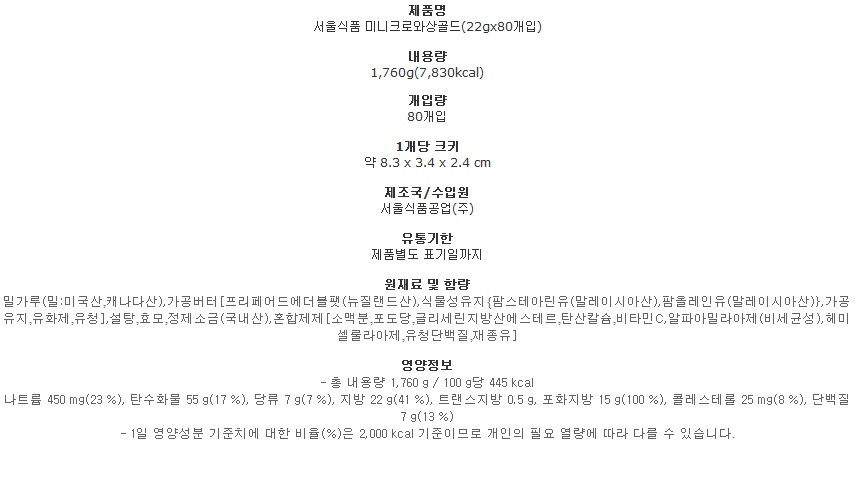 제품명
서울식품 미니크로와상골드(22gx80개입)
내용량
1,760g(7,830kcal)
개입량
80개입
1개당 크키
약 8.3 x 3.4 x 2.4 cm
제조국/수입원
서울식품공업(주)
유통기한
제품별도 표기일까지
원재료 및 함량
밀가루(밀:미국산,캐나다산),가공버터[프리페어드에더블팻(뉴질랜드산),식물성유지{팜스테아린유(말레이시아산),팜올레인유(말레이시아산)},가공
유지,유화제,유청],설탕,효모,정제소금(국내산),혼합제제[소맥분,포도당,글리세린지방산에스테르,탄산칼슘,비타민C,알파아밀라아제(비세균성),헤미
셀룰라아제,유청단백질,채종유]
영양정보
- 총 내용량 1,760 g / 100 g당 445 kcal
나트륨 450 mg(23 %), 탄수화물 55 g(17 %), 당류 7 g(7 %), 지방 22 g(41 %), 트랜스지방 0.5 g, 포화지방 15 g(100 %), 콜레스테롤 25 mg(8 %), 단백질
7 g(13 %)
- 1일 영양성분 기준치에 대한 비율(%)은 2,000 kcal 기준이므로 개인의 필요 열량에 따라 다를 수 있습니다.